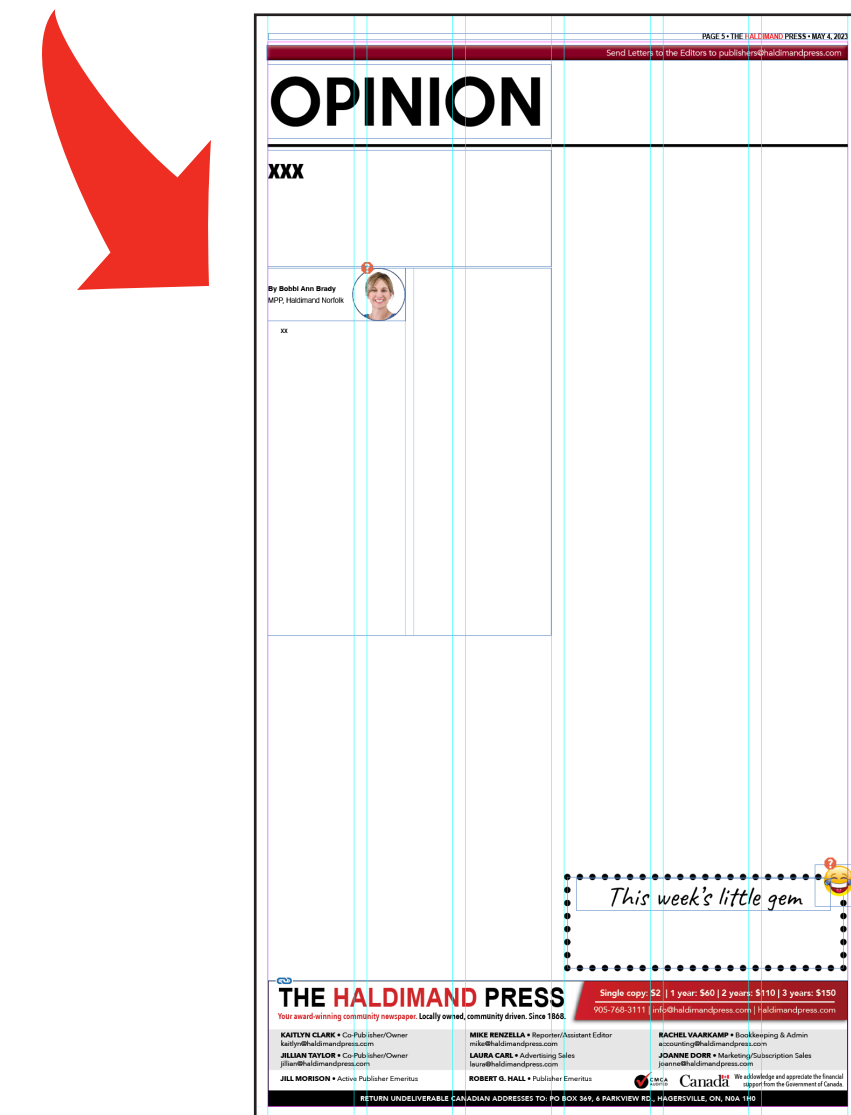 PAGE 5 • THE HALDIMAND PRESS • MAY 4, 2023
Send Letters to the Editors to publishers@haldimandpress.com
OPINION
xxx
?
By Bobbi Ann Brady
MPP, Haldimand Norfolk
xx
?
This week's little gem
THE HALDIMAND PRESS
Your award-winning community newspaper. Locally owned, community driven. Since 1868.
Single copy: $2 | 1 year: $60 | 2 years: $110 | 3 years: $150
905-768-3111 | info@haldimandpress.com | haldimandpress.com
KAITLYN CLARK • Co-Publisher/Owner
kaitlyn@haldimandpress.com
JILLIAN TAYLOR • Co-Publisher/Owner
jillian@haldimandpress.com
JILL MORISON • Active Publisher Emeritus
MIKE RENZELLA • Reporter/Assistant Editor
mike@haldimandpress.com
LAURA CARL • Advertising Sales
laura@haldimandpress.com
ROBERT G. HALL • Publisher Emeritus
RACHEL VAARKAMP • Bookkeeping & Admin
accounting@haldimandpress.com
JOANNE DORR • Marketing/Subscription Sales
joanne@haldimandpress.com
CMCA
AUDITED
Canada
We acknowledge and appreciate the financial
support from the Government of Canada.
RETURN UNDELIVERABLE CANADIAN ADDRESSES TO: PO BOX 369, 6 PARKVIEW RD., HAGERSVILLE, ON, N0A 1H0